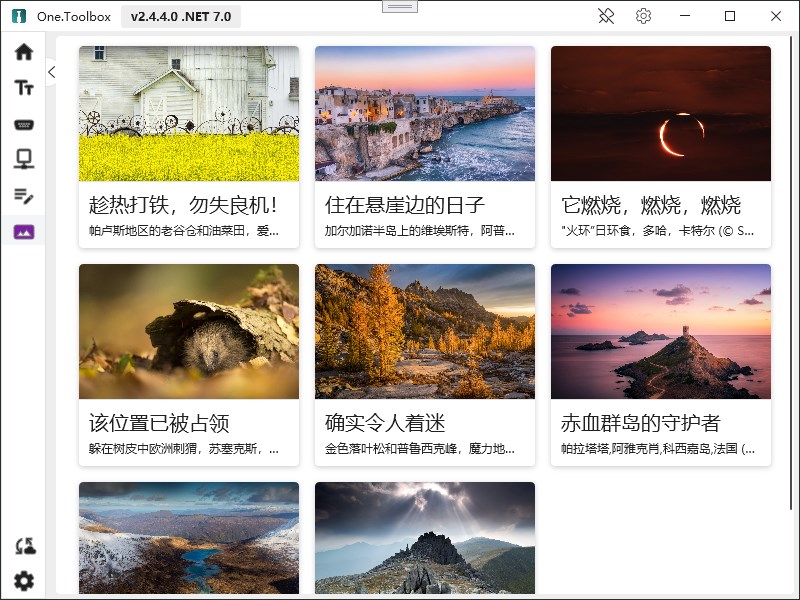 One.Toolbox
v2.4.4.0 .NET 7.0
趁热打铁，勿失良机！
帕卢斯地区的老谷仓和油菜田，爱...
住在悬崖边的日子
加尔加诺半岛上的维埃斯特，阿普...
它燃烧，燃烧，燃烧
"火环"日环食，多哈，卡特尔 (© S...
该位置已被占领
躲在树皮中欧洲刺猬，苏塞克斯，...
确实令人着迷
金色落叶松和普鲁西克峰，魔力地...
赤血群岛的守护者
帕拉塔塔,阿雅克肖,科西嘉岛,法国 (...